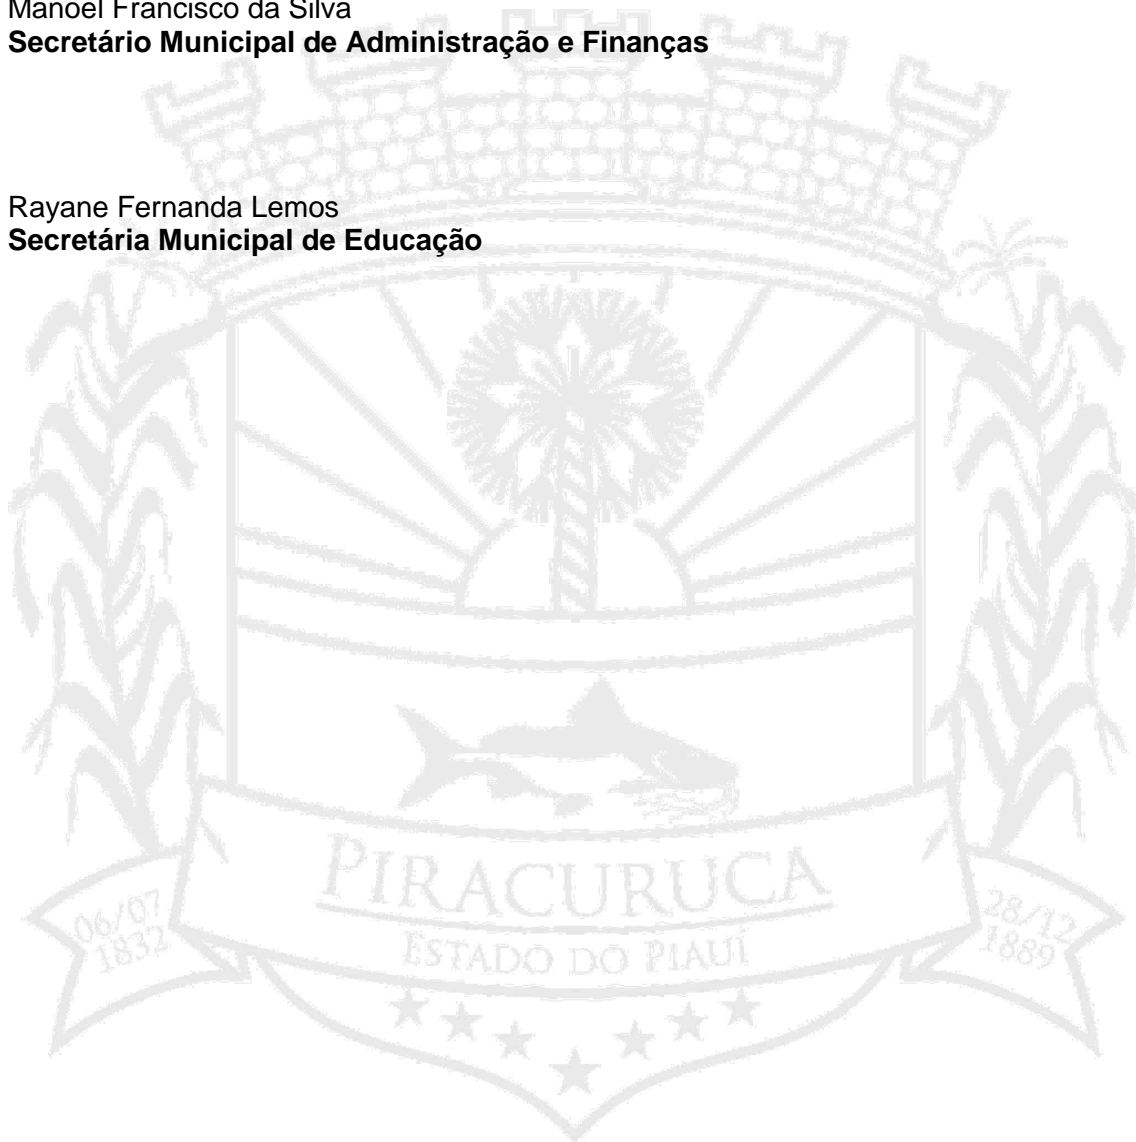 Manoel Francisco da Silva
Secretário Municipal de Administração e Finanças
Rayane Fernanda Lemos
Secretária Municipal de Educação
PIRACURUCA
ESTADO DO PIAUÍ
06/07
1832
28/12
1889